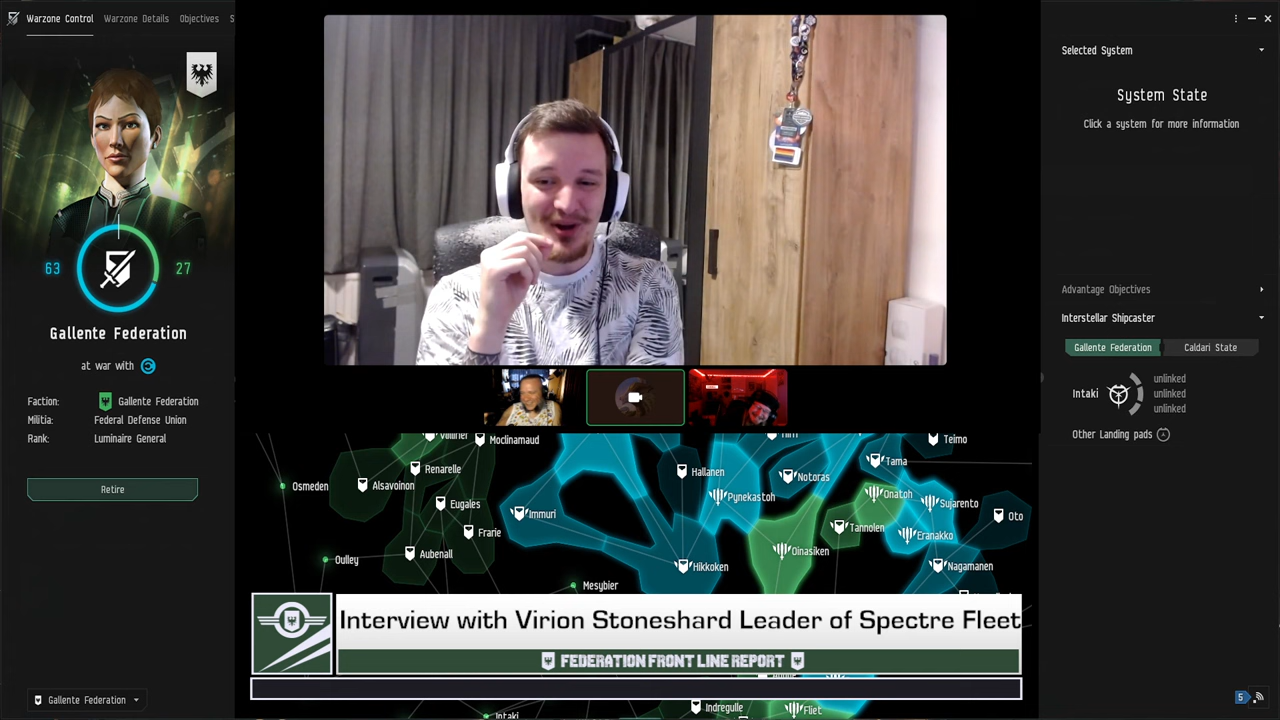 Warzone Control
Warzone Details
Objectives
S
63
27
Gallente Federation
at war with
Faction: Gallente Federation
Militia: Federal Defense Union
Rank: Luminaire General
Retire
Gallente Federation
Selected System
System State
Click a system for more information
Advantage Objectives
Interstellar Shipcaster
Gallente Federation
Caldari State
Intaki
unlinked
unlinked
unlinked
Other Landing pads
5
Moclinamaud
Teimo
Renarelle
Hallanen
Tama
Osmeden
Alsavoinon
Notoras
Pynekastoh
Onatoh
Sujarento
Eugales
Immuri
Oto
Frarie
Tannolen
Eranakko
Oulley
Aubenall
Hikkoken
Oinasiken
Nagamanen
Mesybier
Interview with Virion Stoneshard Leader of Spectre Fleet
FEDERATION FRONT LINE REPORT
Indregulle
Fliet
Intaki